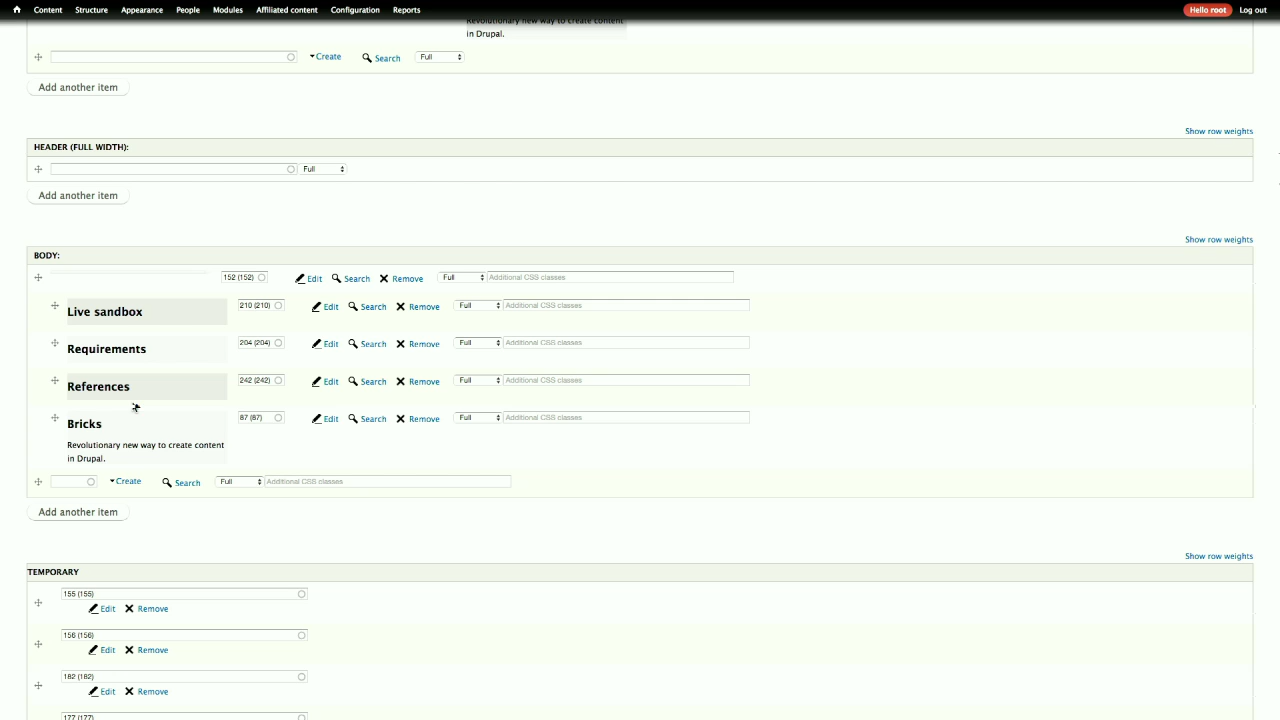 Content Structure Appearance People Modules Affiliated content Configuration Reports Hello root Log out
Revolutionary new way to create content
in Drupal.
Create Search Full
Add another item
Show row weights
HEADER (FULL WIDTH):
Full
Add another item
Show row weights
BODY:
152 (152) Edit Search Remove Full Additional CSS classes
Live sandbox 210 (210) Edit Search Remove Full Additional CSS classes
Requirements 204 (204) Edit Search Remove Full Additional CSS classes
References 242 (242) Edit Search Remove Full Additional CSS classes
Bricks 87 (87) Edit Search Remove Full Additional CSS classes
Revolutionary new way to create content
in Drupal.
Create Search Full Additional CSS classes
Add another item
Show row weights
TEMPORARY
155 (155)
Edit Remove
156 (156)
Edit Remove
182 (182)
Edit Remove
177 (177)